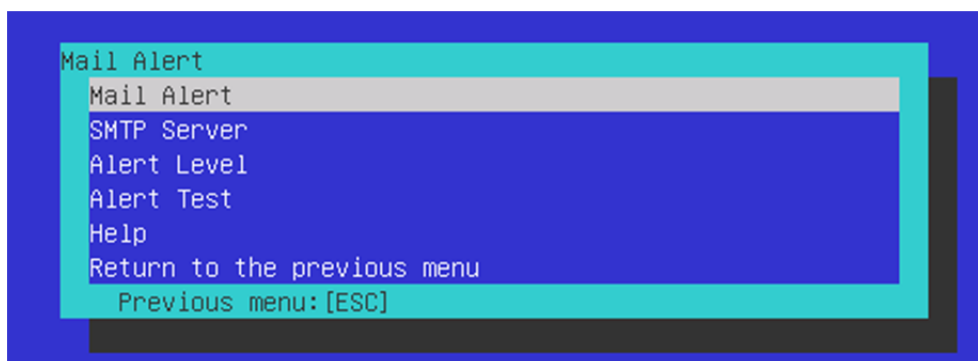 Mail Alert
Mail Alert
SMTP Server
Alert Level
Alert Test
Help
Return to the previous menu
Previous menu:[ESC]